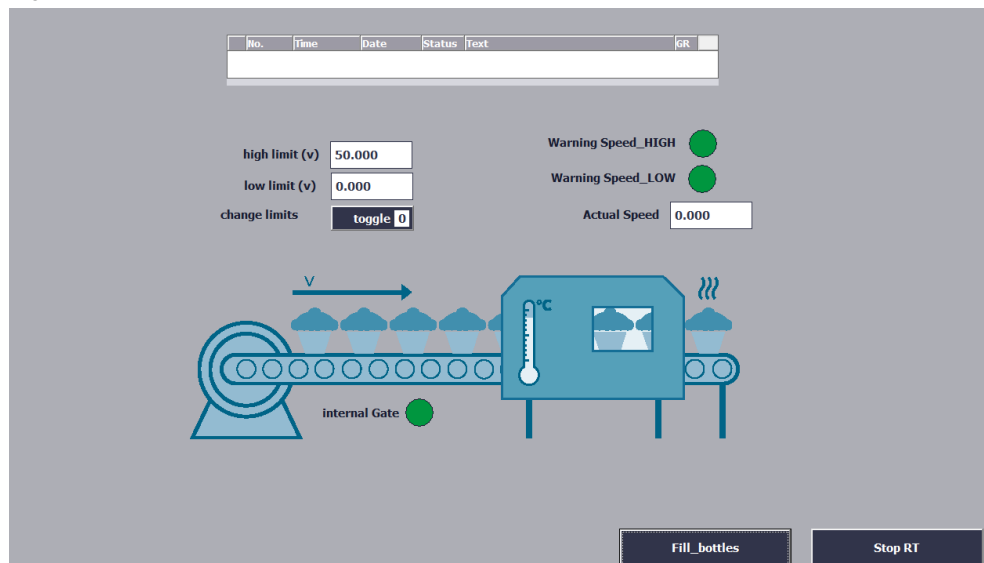 No. Time Date Status Text GR
high limit (v) 50.000
low limit (v) 0.000
change limits toggle 0
Warning Speed_HIGH
Warning Speed_LOW
Actual Speed 0.000
V
°C
internal Gate
Fill_bottles
Stop RT